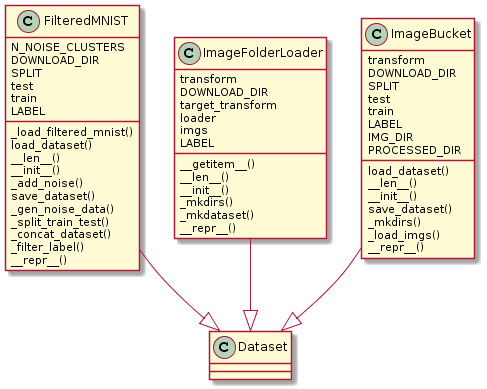 C FilteredMNIST
N_NOISE_CLUSTERS
DOWNLOAD_DIR
SPLIT
test
train
LABEL
_load_filtered_mnist()
load_dataset()
__len__()
__init__()
_add_noise()
save_dataset()
_gen_noise_data()
_split_train_test()
_concat_dataset()
_filter_label()
__repr__()
C ImageFolderLoader
transform
DOWNLOAD_DIR
target_transform
loader
imgs
LABEL
__getitem__()
__len__()
__init__()
_mkdirs()
_mkdataset()
__repr__()
C ImageBucket
transform
DOWNLOAD_DIR
SPLIT
test
train
LABEL
IMG_DIR
PROCESSED_DIR
load_dataset()
__len__()
__init__()
save_dataset()
_mkdirs()
_load_imgs()
__repr__()
C Dataset